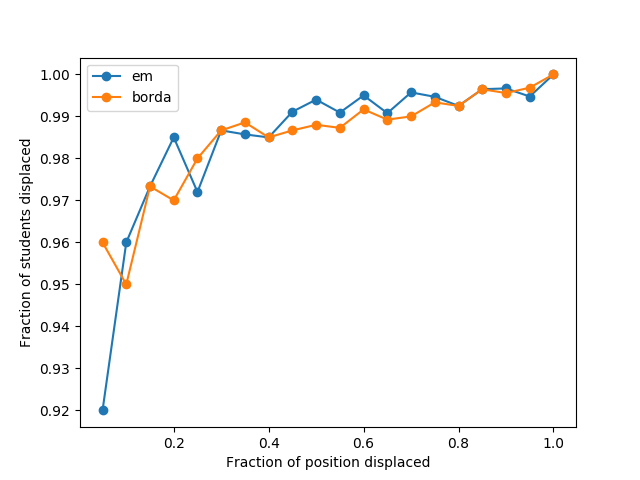 em
borda
1.00
0.99
0.98
0.97
0.96
0.95
0.94
0.93
0.92
Fraction of students displaced
0.2 0.4 0.6 0.8 1.0
Fraction of position displaced